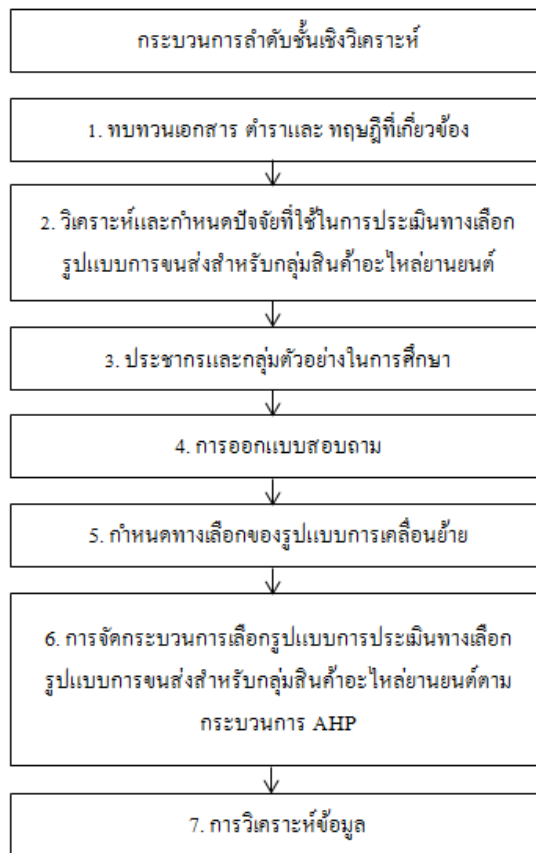 กระบวนการลำดับชั้นเชิงวิเคราะห์
1. ทบทวนเอกสาร ตำราและ ทฤษฎีที่เกี่ยวข้อง
2. วิเคราะห์และกำหนดปัจจัยที่ใช้ในการประเมินทางเลือก
รูปแบบการขนส่งสำหรับกลุ่มสินค้าอะไหล่ยานยนต์
3. ประชากรและกลุ่มตัวอย่างในการศึกษา
4. การออกแบบสอบถาม
5. กำหนดทางเลือกของรูปแบบการเคลื่อนย้าย
6. การจัดกระบวนการเลือกรูปแบบการประเมินทางเลือก
รูปแบบการขนส่งสำหรับกลุ่มสินค้าอะไหล่ยานยนต์ตาม
กระบวนการ AHP
7. การวิเคราะห์ข้อมูล